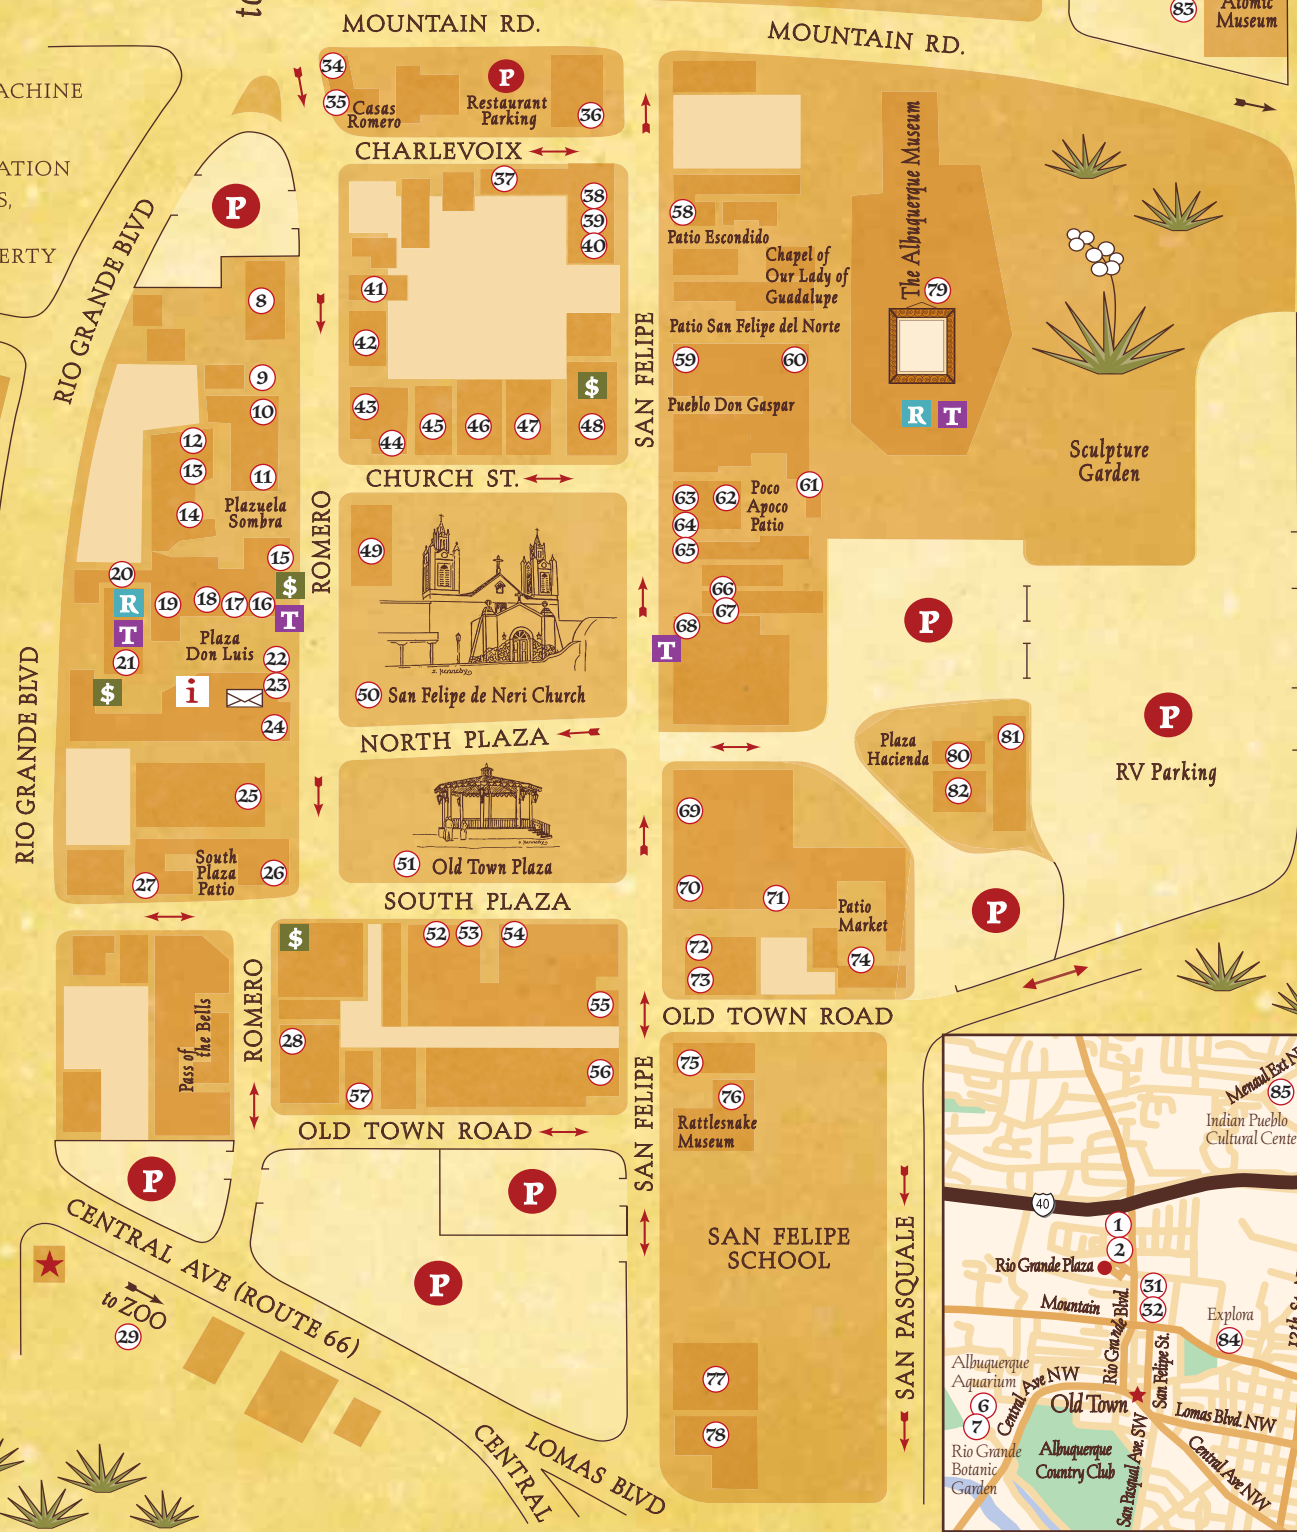 to
MOUNTAIN RD.
MOUNTAIN RD.
83
Atomic
Museum
ACHINE
ATION
S,
ERTY
34
35
Casas
Romero
P
Restaurant
Parking
36
CHARLEVOIX
37
38
39
40
41
42
43
44
45
46
47
$
48
CHURCH ST.
P
RIO GRANDE BLVD
8
9
10
11
12
13
14
Plazuela
Sombra
15
$
T
20
R
T
21
19
18
17
16
Plaza
Don Luis
22
23
$
i
24
25
South
Plaza
Patio
26
27
RIO GRANDE BLVD
ROMERO
49
S. Hennebry
50 San Felipe de Neri Church
NORTH PLAZA
S. Hennebry
51 Old Town Plaza
SOUTH PLAZA
SAN FELIPE
58
Patio Escondido
Chapel of
Our Lady of
Guadalupe
Patio San Felipe del Norte
59
60
Pueblo Don Gaspar
61
62
63
64
65
Poco
Apoco
Patio
66
67
68
T
The Albuquerque Museum
79
R
T
Sculpture
Garden
P
P
RV Parking
Plaza
Hacienda
80
81
82
69
70
71
Patio
Market
72
73
74
P
OLD TOWN ROAD
Pass of
the Bells
ROMERO
$
52
53
54
55
28
56
57
OLD TOWN ROAD
SAN FELIPE
75
76
Rattlesnake
Museum
SAN FELIPE
SCHOOL
77
78
SAN PASQUALE
P
P
P
CENTRAL AVE (ROUTE 66)
to ZOO
29
LOMAS BLVD
CENTRAL
Menaul Ext N
85
Indian Pueblo
Cultural Cente
40
1
2
Rio Grande Plaza
31
32
Mountain
Rio Grande Blvd.
San Felipe St.
Explora
84
12th St.
Albuquerque
Aquarium
6
7
Rio Grande
Botanic
Garden
Central Ave NW
Old Town
Lomas Blvd. NW
Albuquerque
Country Club
San Pasqual Ave. SW
Central Ave NW